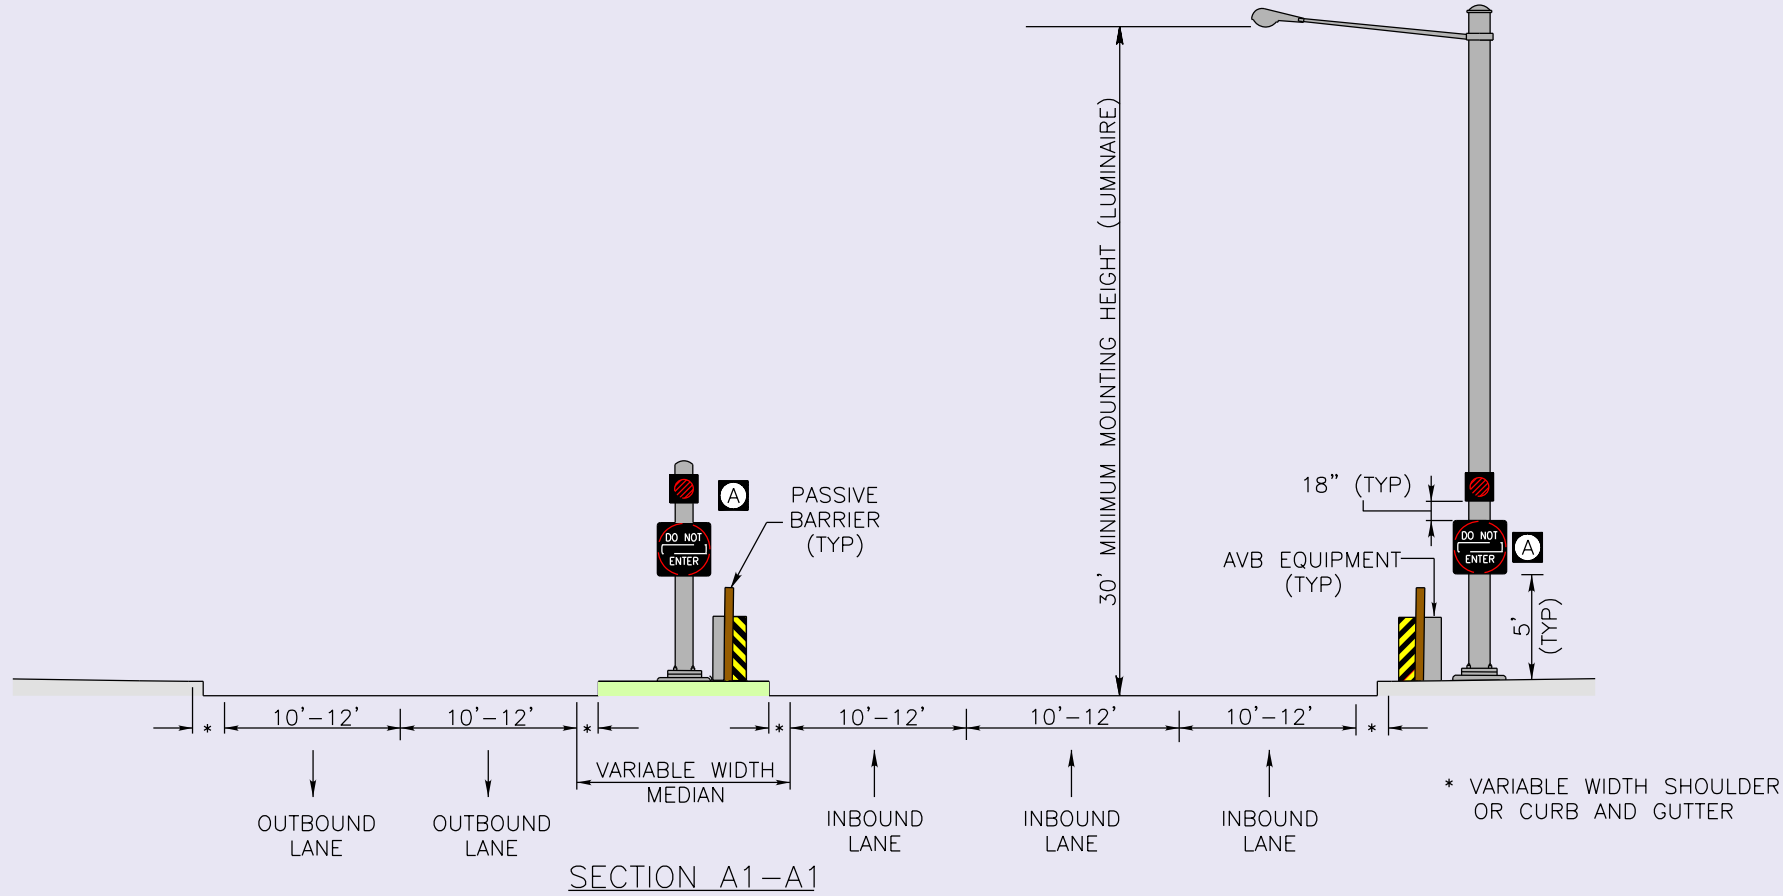 30' MINIMUM MOUNTING HEIGHT (LUMINAIRE)
A
PASSIVE
BARRIER
(TYP)
DO NOT
ENTER
18" (TYP)
DO NOT
ENTER
A
AVB EQUIPMENT
(TYP)
5'
(TYP)
*
10'-12'
10'-12'
*
*
10'-12'
10'-12'
10'-12'
*
VARIABLE WIDTH
MEDIAN
OUTBOUND
LANE
OUTBOUND
LANE
INBOUND
LANE
INBOUND
LANE
INBOUND
LANE
* VARIABLE WIDTH SHOULDER
OR CURB AND GUTTER
SECTION A1-A1